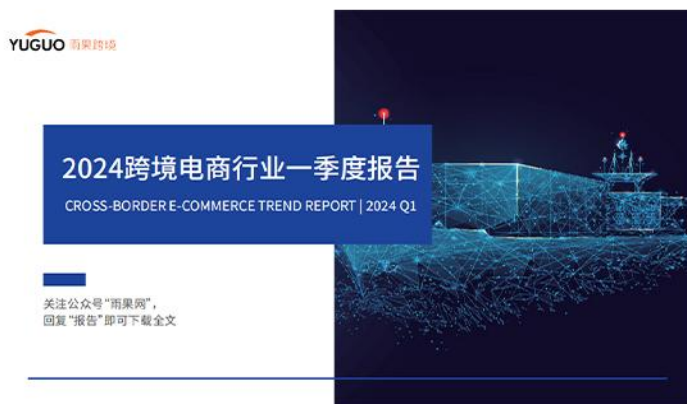 YUGUO 雨果跨境
2024跨境电商行业一季度报告
CROSS-BORDER E-COMMERCE TREND REPORT | 2024 Q1
关注公众号“雨果网”，
回复“报告”即可下载全文